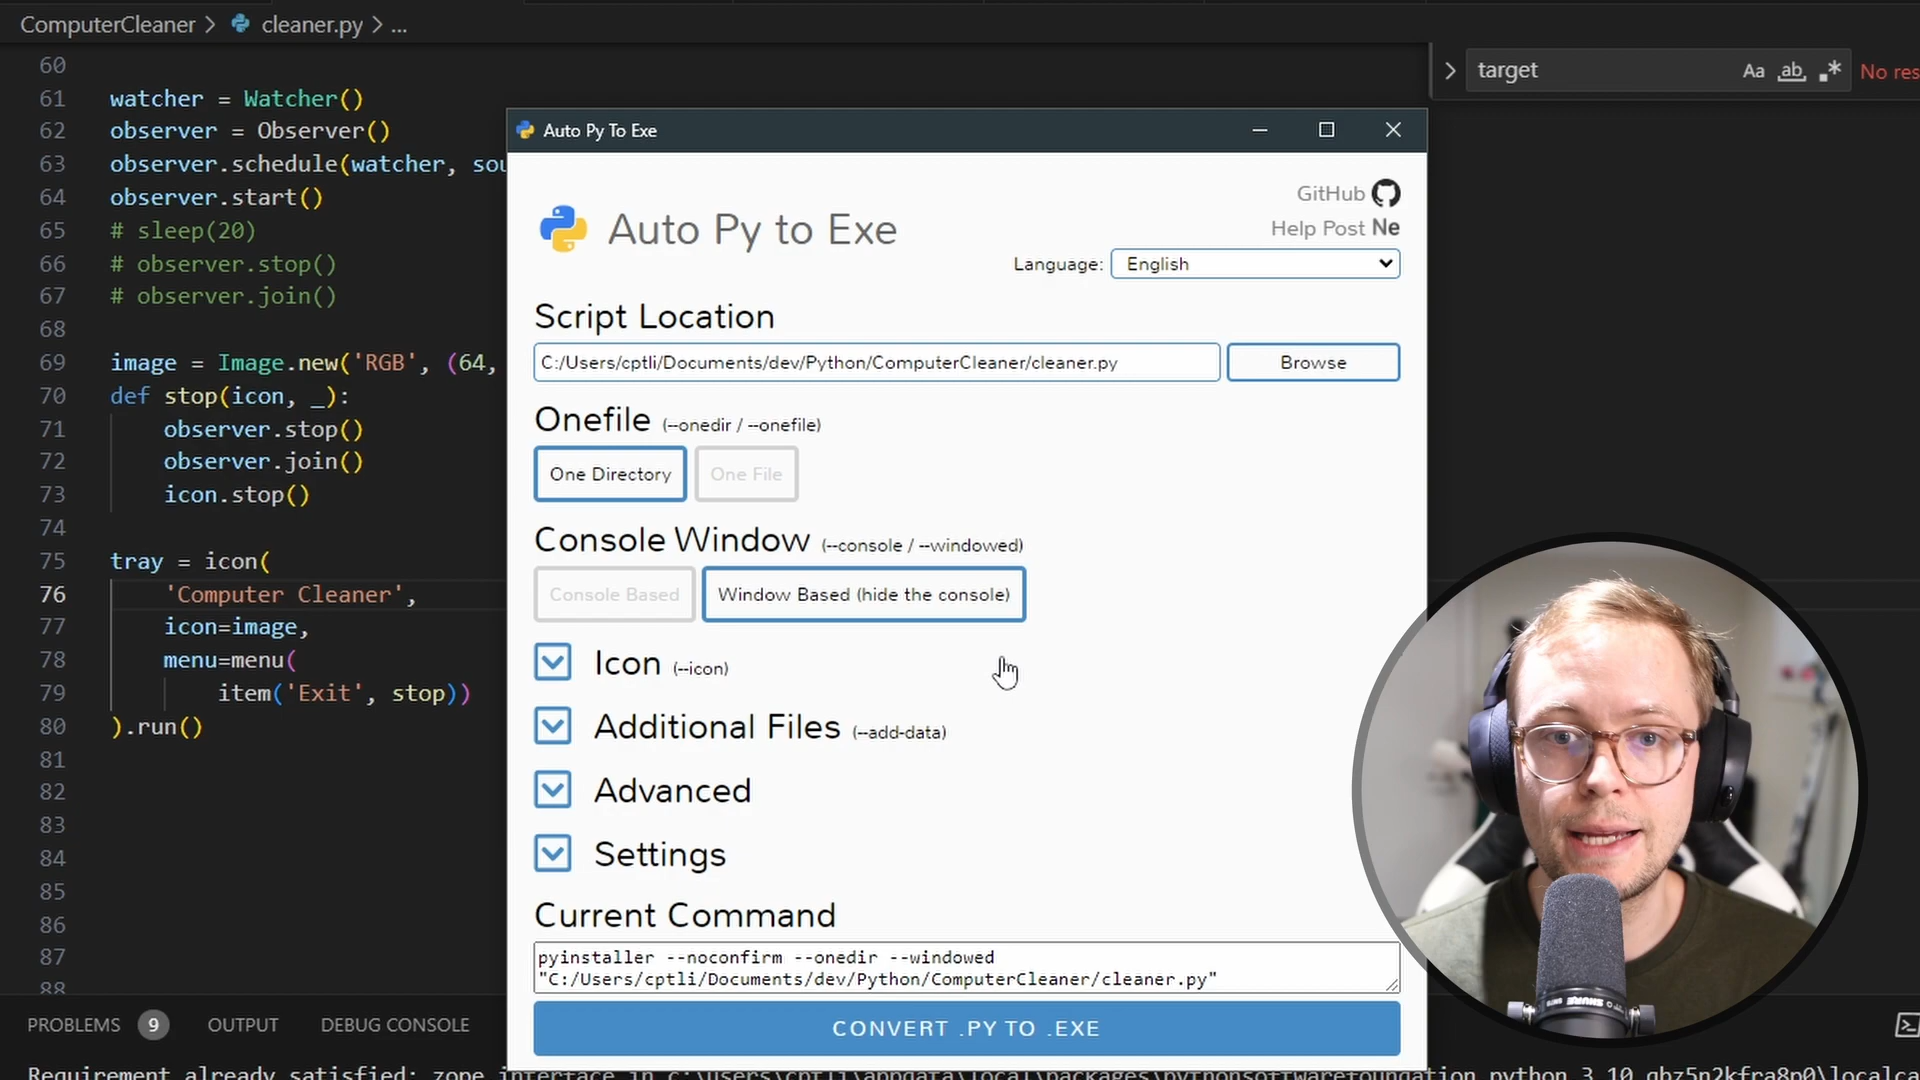 ComputerCleaner > cleaner.py > ...
target
Aa
ab
No res
60
61 watcher = Watcher()
62 observer = Observer()
63 observer.schedule(watcher, sou
64 observer.start()
65 # sleep(20)
66 # observer.stop()
67 # observer.join()
68
69 image = Image.new('RGB', (64,
70 def stop(icon, _):
71 observer.stop()
72 observer.join()
73 icon.stop()
74
75 tray = icon(
76 'Computer Cleaner',
77 icon=image,
78 menu=menu(
79 item('Exit', stop))
80 ).run()
81
82
83
84
85
86
87
88
Auto Py To Exe
GitHub
Auto Py to Exe
Help Post Ne
Language: English
Script Location
C:/Users/cptli/Documents/dev/Python/ComputerCleaner/cleaner.py
Browse
Onefile (--onedir / --onefile)
One Directory
One File
Console Window (--console / --windowed)
Console Based
Window Based (hide the console)
Icon (--icon)
Additional Files (--add-data)
Advanced
Settings
Current Command
pyinstaller --noconfirm --onedir --windowed
"C:/Users/cptli/Documents/dev/Python/ComputerCleaner/cleaner.py"
CONVERT .PY TO .EXE
PROBLEMS 9 OUTPUT DEBUG CONSOLE
Requirement already satisfied: zope.interface in c:\users\cptli\appdata\local\packages\pythonsoftwarefoundation.python.3.10_qbz5n2kfra8p0\localca
SHURE